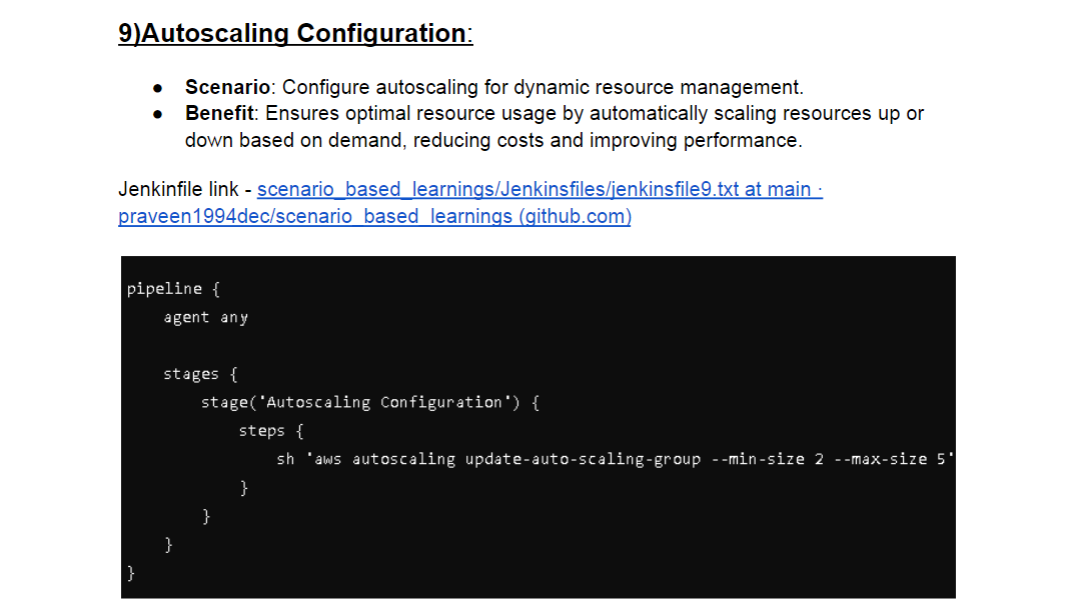 9)Autoscaling Configuration:
● Scenario: Configure autoscaling for dynamic resource management.
● Benefit: Ensures optimal resource usage by automatically scaling resources up or
down based on demand, reducing costs and improving performance.
Jenkinfile link - scenario_based_learnings/Jenkinsfiles/jenkinsfile9.txt at main ·
praveen1994dec/scenario_based_learnings (github.com)
pipeline {
    agent any
    stages {
        stage('Autoscaling Configuration') {
            steps {
                sh 'aws autoscaling update-auto-scaling-group --min-size 2 --max-size 5'
            }
        }
    }
}